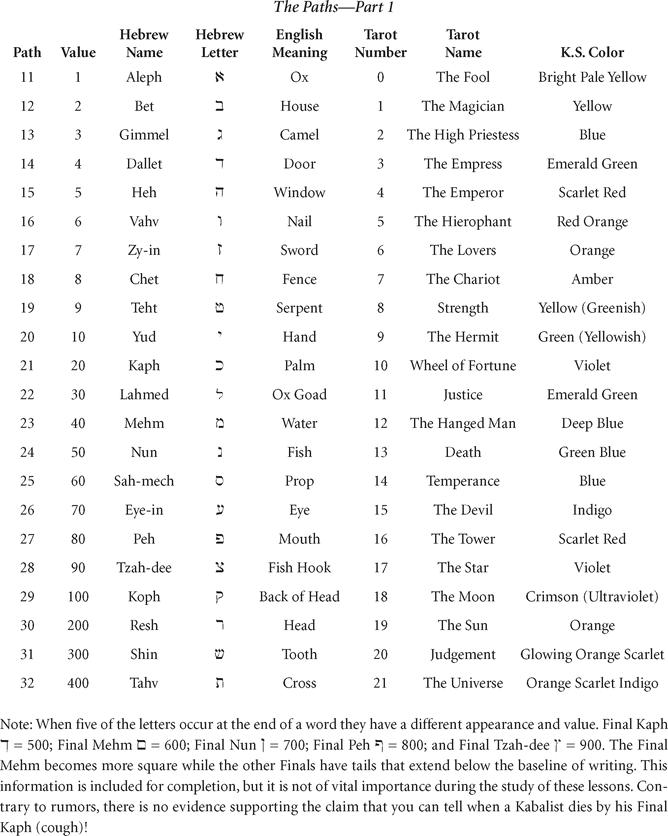 The Paths—Part 1
Path Value Hebrew Name Hebrew Letter English Meaning Tarot Number Tarot Name K.S. Color
11 1 Aleph א Ox 0 The Fool Bright Pale Yellow
12 2 Bet ב House 1 The Magician Yellow
13 3 Gimmel ג Camel 2 The High Priestess Blue
14 4 Dallet ד Door 3 The Empress Emerald Green
15 5 Heh ה Window 4 The Emperor Scarlet Red
16 6 Vahv ו Nail 5 The Hierophant Red Orange
17 7 Zy-in ז Sword 6 The Lovers Orange
18 8 Chet ח Fence 7 The Chariot Amber
19 9 Teht ט Serpent 8 Strength Yellow (Greenish)
20 10 Yud י Hand 9 The Hermit Green (Yellowish)
21 20 Kaph כ Palm 10 Wheel of Fortune Violet
22 30 Lahmed ל Ox Goad 11 Justice Emerald Green
23 40 Mehm מ Water 12 The Hanged Man Deep Blue
24 50 Nun נ Fish 13 Death Green Blue
25 60 Sah-mech ס Prop 14 Temperance Blue
26 70 Eye-in ע Eye 15 The Devil Indigo
27 80 Peh פ Mouth 16 The Tower Scarlet Red
28 90 Tzah-dee צ Fish Hook 17 The Star Violet
29 100 Koph ק Back of Head 18 The Moon Crimson (Ultraviolet)
30 200 Resh ר Head 19 The Sun Orange
31 300 Shin ש Tooth 20 Judgement Glowing Orange Scarlet
32 400 Tahv ת Cross 21 The Universe Orange Scarlet Indigo
Note: When five of the letters occur at the end of a word they have a different appearance and value. Final Kaph
ך = 500; Final Mehm ם = 600; Final Nun ן = 700; Final Peh ף = 800; and Final Tzah-dee ץ = 900. The Final
Mehm becomes more square while the other Finals have tails that extend below the baseline of writing. This
information is included for completion, but it is not of vital importance during the study of these lessons. Con-
trary to rumors, there is no evidence supporting the claim that you can tell when a Kabalist dies by his Final
Kaph (cough)!